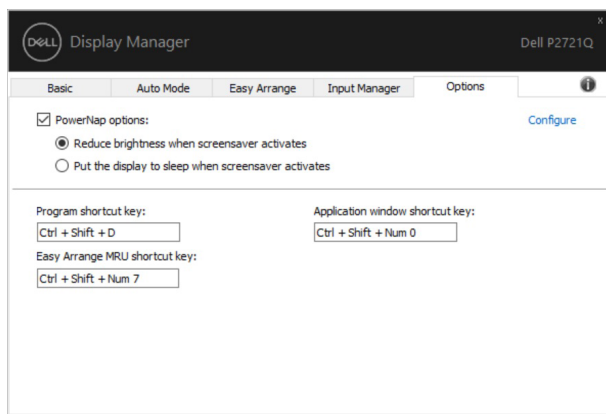 DELL Display Manager
x
Dell P2721Q
Basic Auto Mode Easy Arrange Input Manager Options
PowerNap options: Configure
Reduce brightness when screensaver activates
Put the display to sleep when screensaver activates
Program shortcut key: Application window shortcut key:
Ctrl + Shift + D Ctrl + Shift + Num 0
Easy Arrange MRU shortcut key:
Ctrl + Shift + Num 7